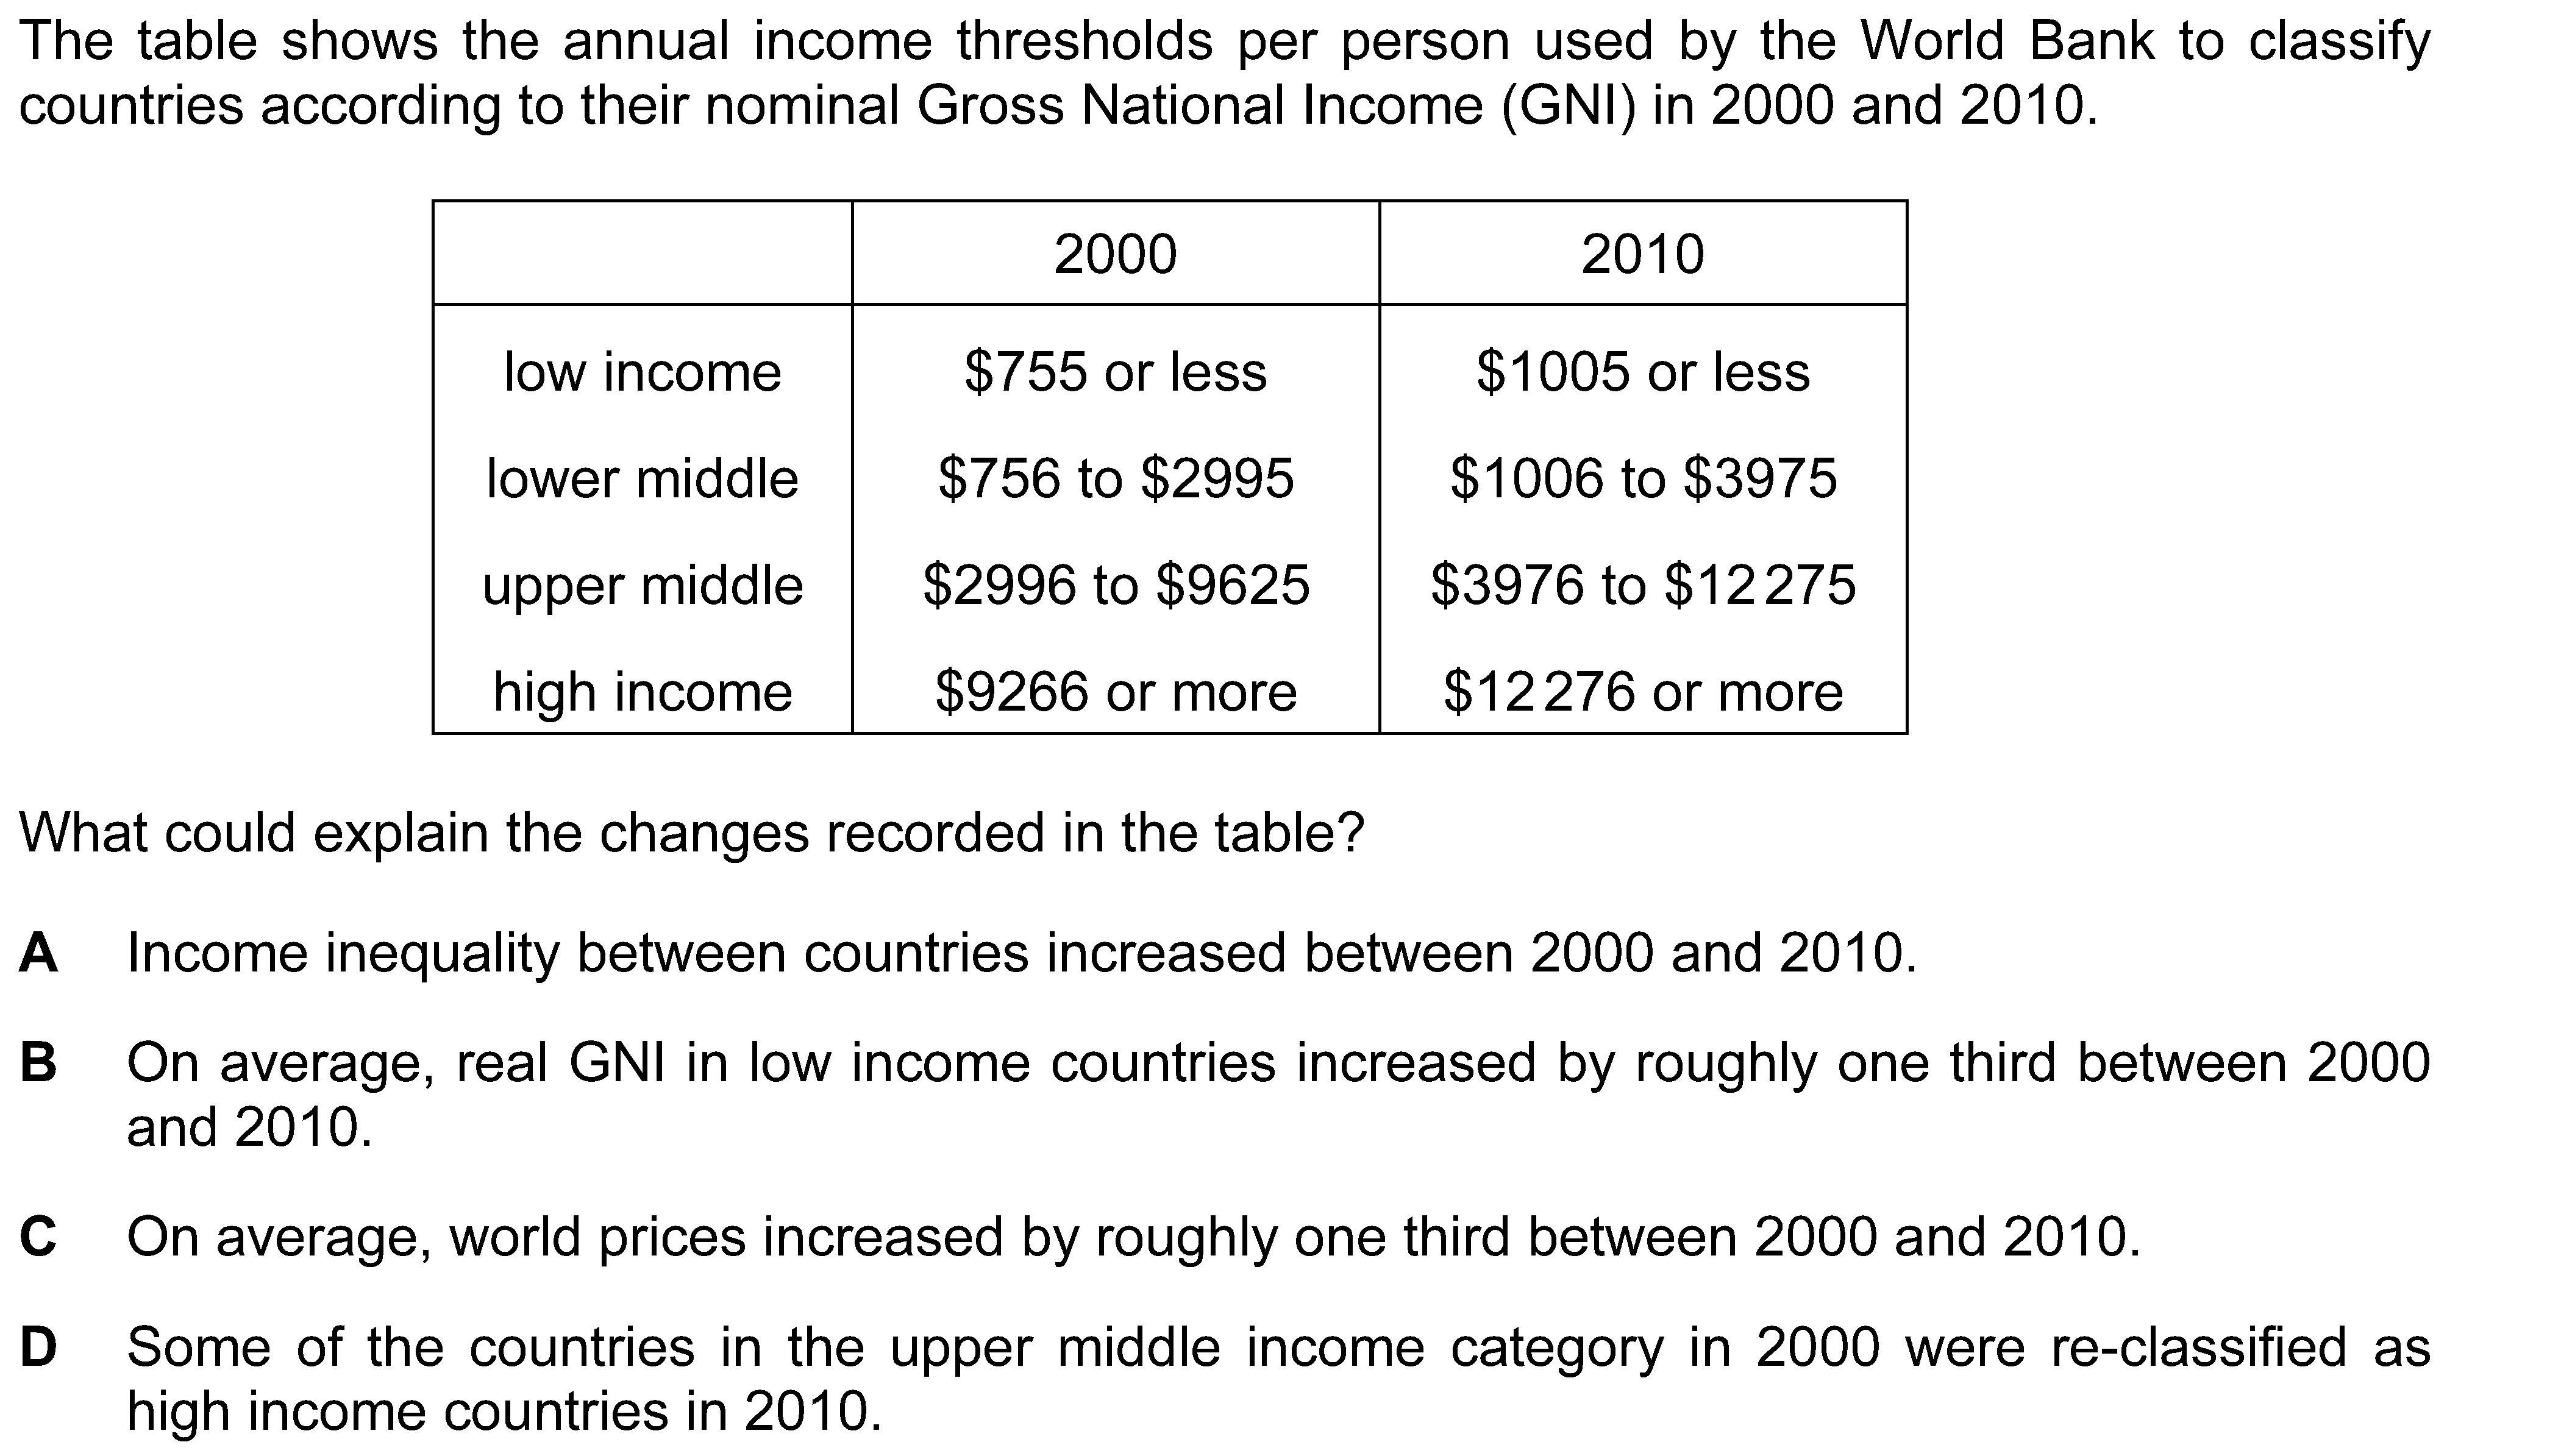 The table shows the annual income thresholds per person used by the World Bank to classify
countries according to their nominal Gross National Income (GNI) in 2000 and 2010.
2000 2010
low income $755 or less $1005 or less
lower middle $756 to $2995 $1006 to $3975
upper middle $2996 to $9625 $3976 to $12 275
high income $9266 or more $12 276 or more
What could explain the changes recorded in the table?
A Income inequality between countries increased between 2000 and 2010.
B On average, real GNI in low income countries increased by roughly one third between 2000
and 2010.
C On average, world prices increased by roughly one third between 2000 and 2010.
D Some of the countries in the upper middle income category in 2000 were re-classified as
high income countries in 2010.